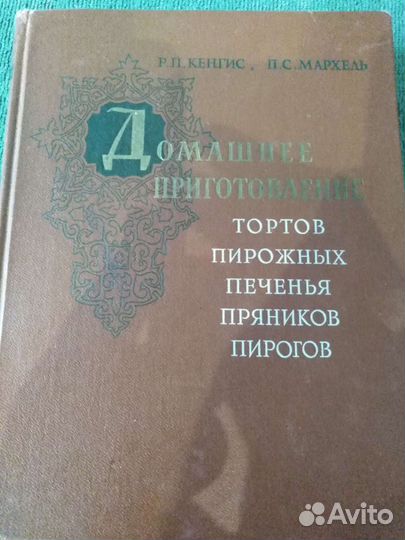 Р.П.КЕНГИС, П.С.МАРХЕЛЬ
ДОМАШНЕЕ
ПРИГОТОВЛЕНИЕ
ТОРТОВ
ПИРОЖНЫХ
ПЕЧЕНЬЯ
ПРЯНИКОВ
ПИРОГОВ
Avito